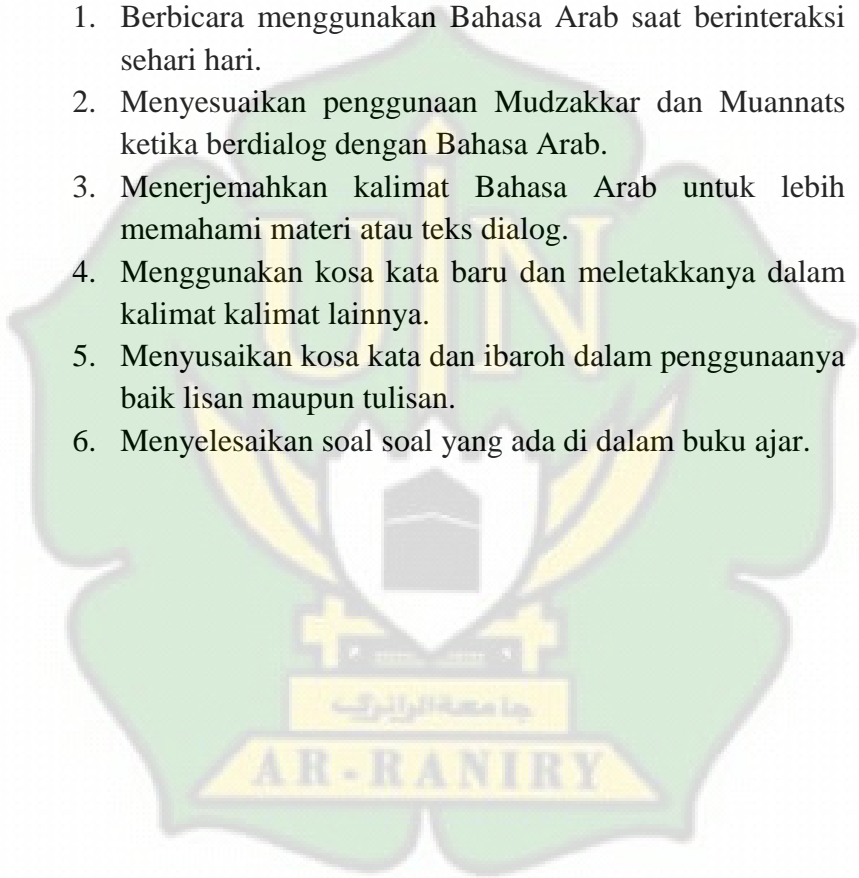 1. Berbicara menggunakan Bahasa Arab saat berinteraksi
sehari hari.
2. Menyesuaikan penggunaan Mudzakkar dan Muannats
ketika berdialog dengan Bahasa Arab.
3. Menerjemahkan kalimat Bahasa Arab untuk lebih
memahami materi atau teks dialog.
4. Menggunakan kosa kata baru dan meletakkanya dalam
kalimat kalimat lainnya.
5. Menyusaikan kosa kata dan ibaroh dalam penggunaanya
baik lisan maupun tulisan.
6. Menyelesaikan soal soal yang ada di dalam buku ajar.
UIN
جامعة الرانري
AR-RANIRY